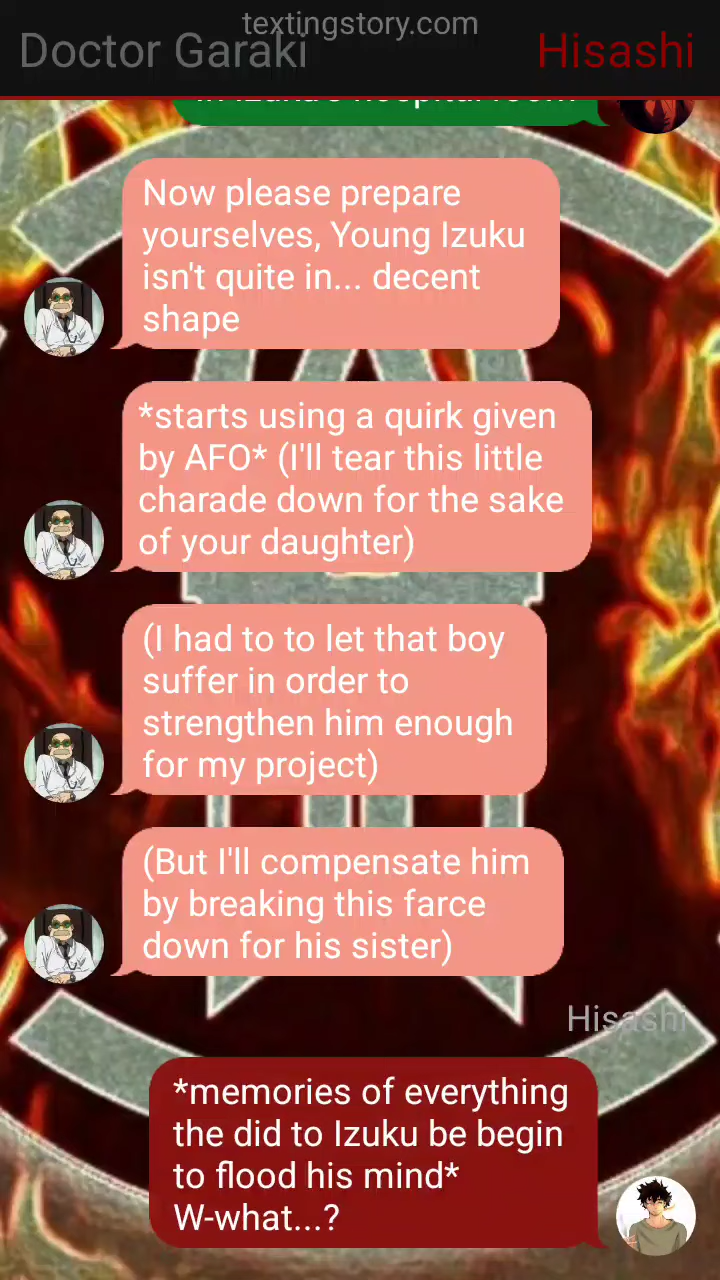 textingstory.com
Doctor Garaki
Hisashi
in Izuku's hospital room
Now please prepare
yourselves, Young Izuku
isn't quite in... decent
shape
*starts using a quirk given
by AFO* (I'll tear this little
charade down for the sake
of your daughter)
(I had to to let that boy
suffer in order to
strengthen him enough
for my project)
(But I'll compensate him
by breaking this farce
down for his sister)
Hisashi
*memories of everything
the did to Izuku be begin
to flood his mind*
W-what...?